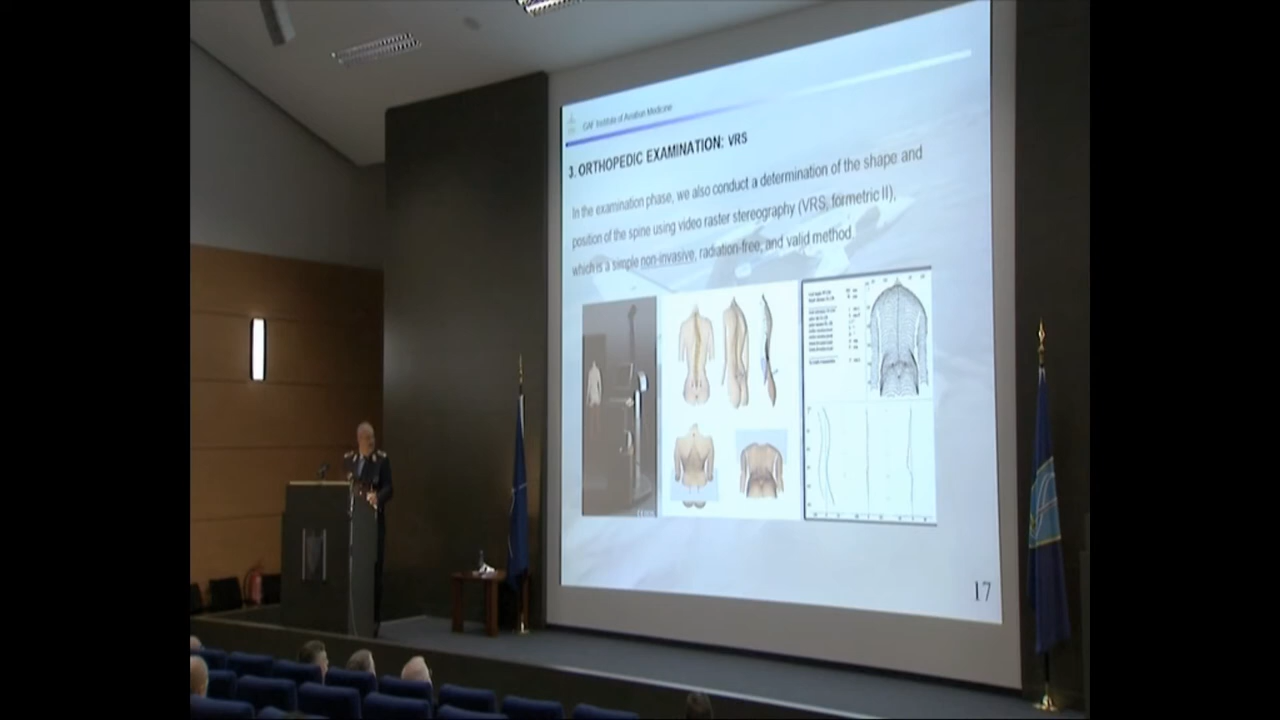 GAF Institute of Aviation Medicine
3. ORTHOPEDIC EXAMINATION: VRS
In the examination phase, we also conduct a determination of the shape and
position of the spine using video raster stereography (VRS, formetric II),
which is a simple non-invasive, radiation-free, and valid method
17